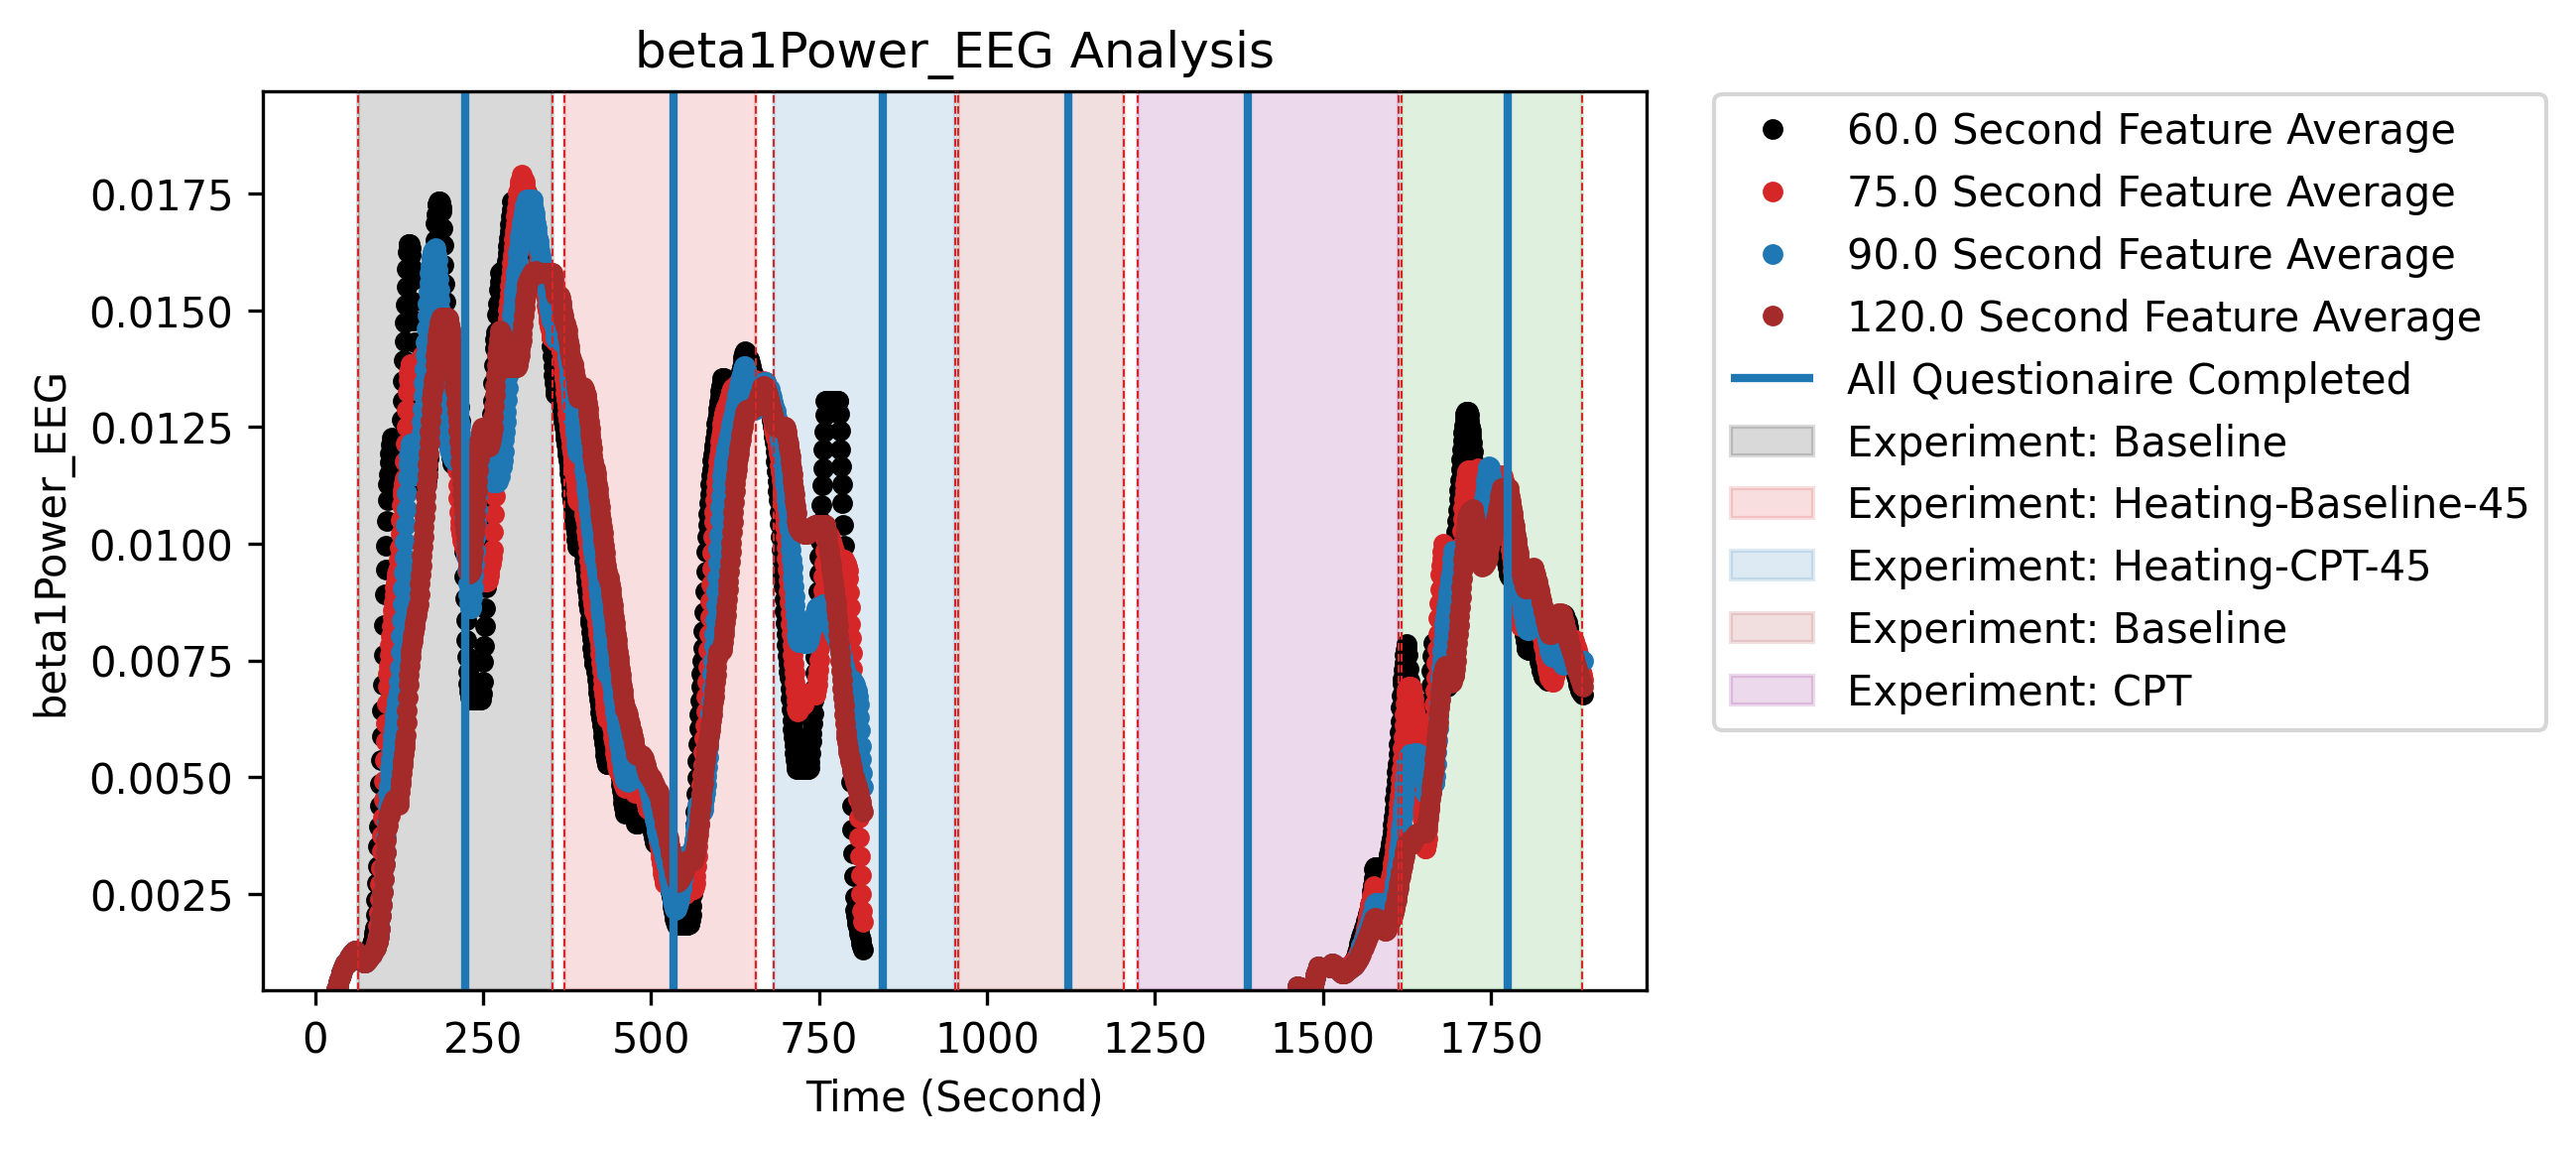 beta1Power_EEG Analysis
beta1Power_EEG
0.0175
0.0150
0.0125
0.0100
0.0075
0.0050
0.0025
0
250
500
750
1000
1250
1500
1750
Time (Second)
60.0 Second Feature Average
75.0 Second Feature Average
90.0 Second Feature Average
120.0 Second Feature Average
All Questionaire Completed
Experiment: Baseline
Experiment: Heating-Baseline-45
Experiment: Heating-CPT-45
Experiment: Baseline
Experiment: CPT